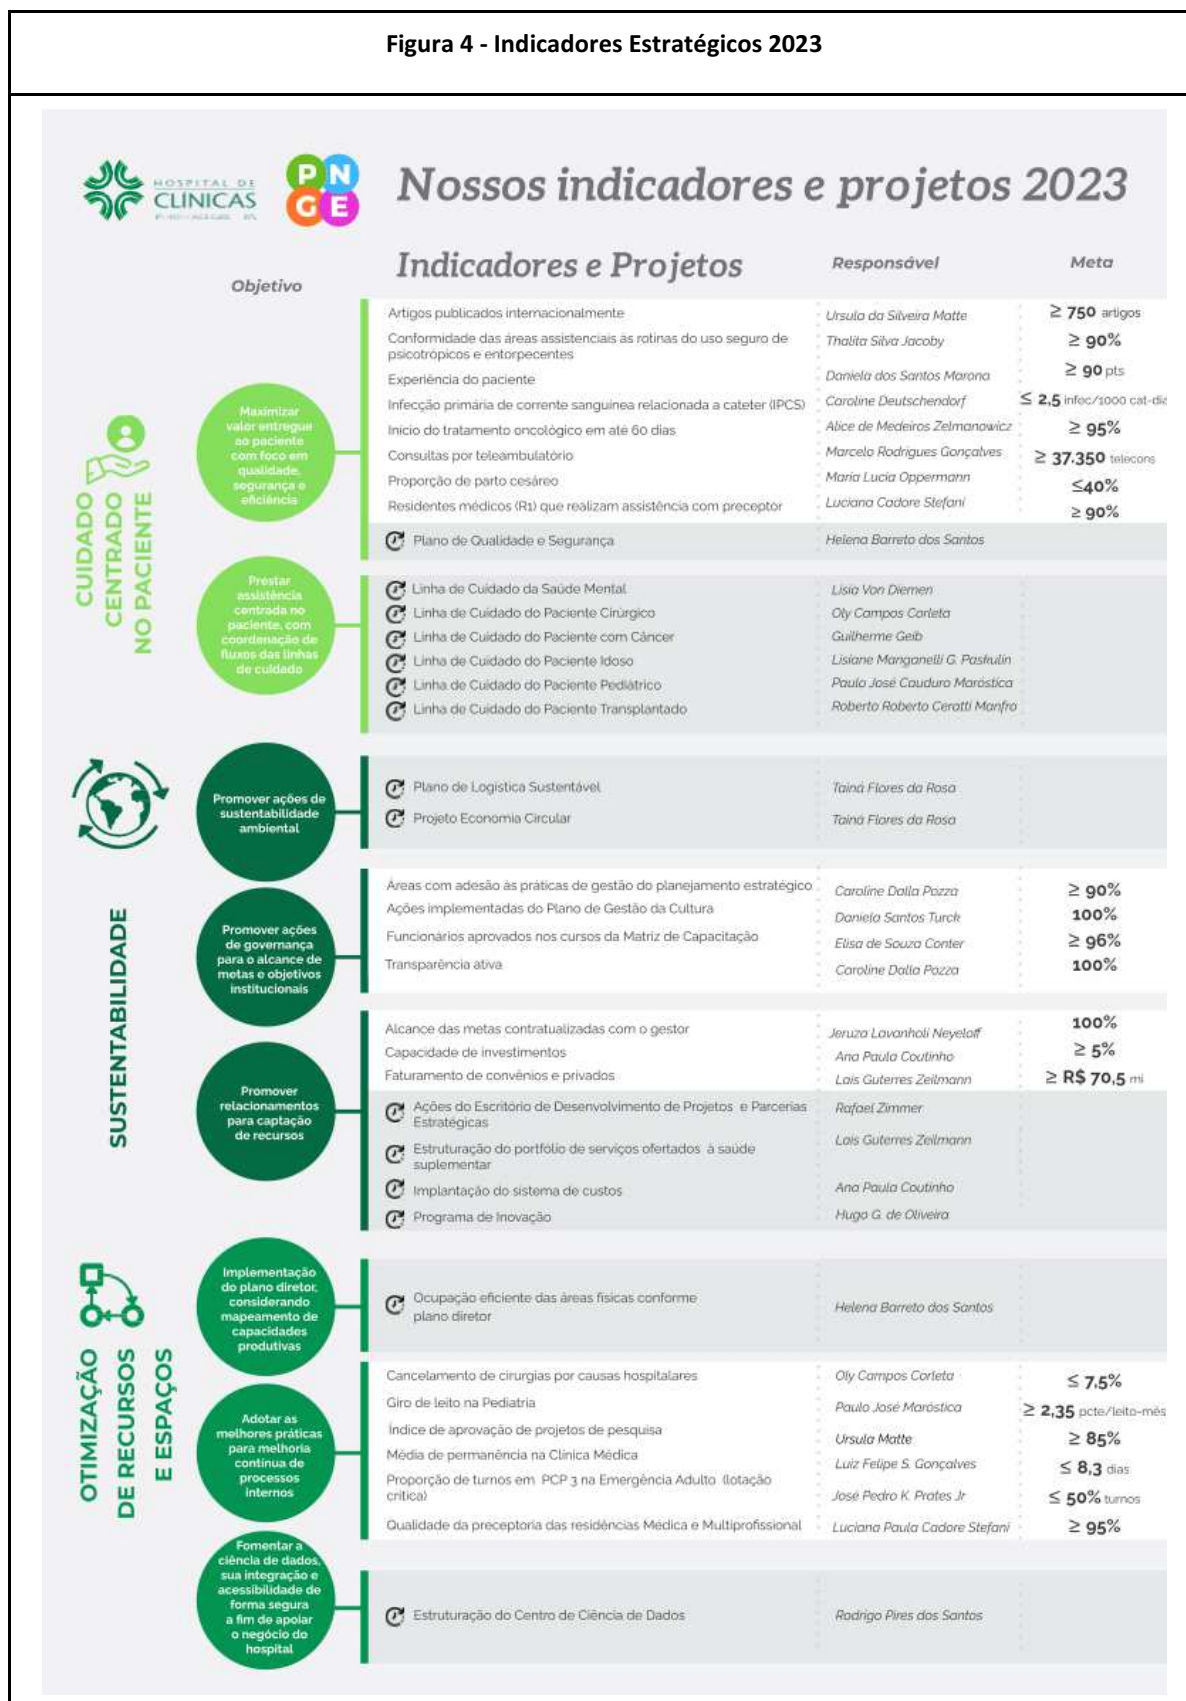 Figura 4 - Indicadores Estratégicos 2023
HOSPITAL DE
CLÍNICAS
PN
GE
Nossos indicadores e projetos 2023
Objetivo
Indicadores e Projetos
Responsável
Meta
CUIDADO
CENTRADO
NO PACIENTE
Maximizar
valor entregue
ao paciente
com foco em
qualidade,
segurança e
eficiência
Artigos publicados internacionalmente
Ursula da Silveira Matte
≥ 750 artigos
Conformidade das áreas assistenciais às rotinas do uso seguro de
psicotrópicos e entorpecentes
Thalita Silva Jacoby
≥ 90%
Experiência do paciente
Daniela dos Santos Marona
≥ 90 pts
Infecção primária de corrente sanguínea relacionada a cateter (IPCS)
Caroline Deutschendorf
≤ 2,5 infec/1000 cat-dia
Início do tratamento oncológico em até 60 dias
Alice de Medeiros Zelmanowicz
≥ 95%
Consultas por teleambulatório
Marcelo Rodrigues Gonçalves
≥ 37.350 telecons
Proporção de parto cesáreo
Maria Lucia Oppermann
≤40%
Residentes médicos (R1) que realizam assistência com preceptor
Luciana Cadore Stefani
≥ 90%
Plano de Qualidade e Segurança
Helena Barreto dos Santos
Prestar
assistência
centrada no
paciente, com
coordenação de
fluxos das linhas
de cuidado
Linha de Cuidado da Saúde Mental
Lisia Von Diemen
Linha de Cuidado do Paciente Cirúrgico
Oly Campos Corleta
Linha de Cuidado do Paciente com Câncer
Guilherme Geib
Linha de Cuidado do Paciente Idoso
Lisiane Manganelli G. Paskulin
Linha de Cuidado do Paciente Pediátrico
Paulo José Cauduro Maróstica
Linha de Cuidado do Paciente Transplantado
Roberto Roberto Ceratti Manfro
SUSTENTABILIDADE
Promover ações de
sustentabilidade
ambiental
Plano de Logística Sustentável
Tainá Flores da Rosa
Projeto Economia Circular
Tainá Flores da Rosa
Promover ações
de governança
para o alcance de
metas e objetivos
institucionais
Áreas com adesão às práticas de gestão do planejamento estratégico
Caroline Dalla Pozza
≥ 90%
Ações implementadas do Plano de Gestão da Cultura
Daniela Santos Turck
100%
Funcionários aprovados nos cursos da Matriz de Capacitação
Elisa de Souza Conter
≥ 96%
Transparência ativa
Caroline Dalla Pozza
100%
Promover
relacionamentos
para captação
de recursos
Alcance das metas contratualizadas com o gestor
Jeruza Lavanholi Neyeloff
100%
Capacidade de investimentos
Ana Paula Coutinho
≥ 5%
Faturamento de convênios e privados
Lais Guterres Zeilmann
≥ R$ 70,5 mi
Ações do Escritório de Desenvolvimento de Projetos e Parcerias
Estratégicas
Rafael Zimmer
Estruturação do portfólio de serviços ofertados à saúde
suplementar
Lais Guterres Zeilmann
Implantação do sistema de custos
Ana Paula Coutinho
Programa de Inovação
Hugo G. de Oliveira
OTIMIZAÇÃO
DE RECURSOS
E ESPAÇOS
Implementação
do plano diretor,
considerando
mapeamento de
capacidades
produtivas
Ocupação eficiente das áreas físicas conforme
plano diretor
Helena Barreto dos Santos
Adotar as
melhores práticas
para melhoria
contínua de
processos
internos
Cancelamento de cirurgias por causas hospitalares
Oly Campos Corleta
≤ 7,5%
Giro de leito na Pediatria
Paulo José Maróstica
≥ 2,35 pcte/leito-mês
Índice de aprovação de projetos de pesquisa
Ursula Matte
≥ 85%
Média de permanência na Clínica Médica
Luiz Felipe S. Gonçalves
≤ 8,3 dias
Proporção de turnos em PCP 3 na Emergência Adulto (lotação
crítica)
José Pedro K. Prates Jr
≤ 50% turnos
Qualidade da preceptoria das residências Médica e Multiprofissional
Luciana Paula Cadore Stefani
≥ 95%
Fomentar a
ciência de dados,
sua integração e
acessibilidade de
forma segura
a fim de apoiar
o negócio do
hospital
Estruturação do Centro de Ciência de Dados
Rodrigo Pires dos Santos